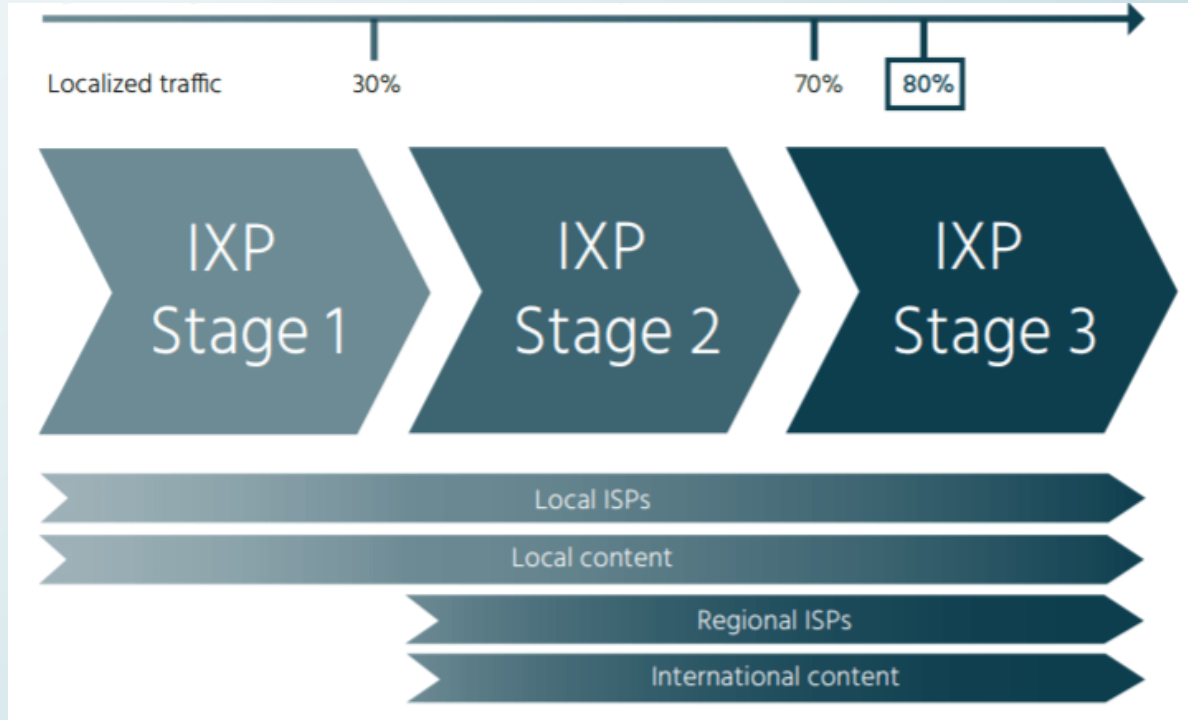 Localized traffic 30% 70% 80%
IXP
Stage 1
IXP
Stage 2
IXP
Stage 3
Local ISPs
Local content
Regional ISPs
International content